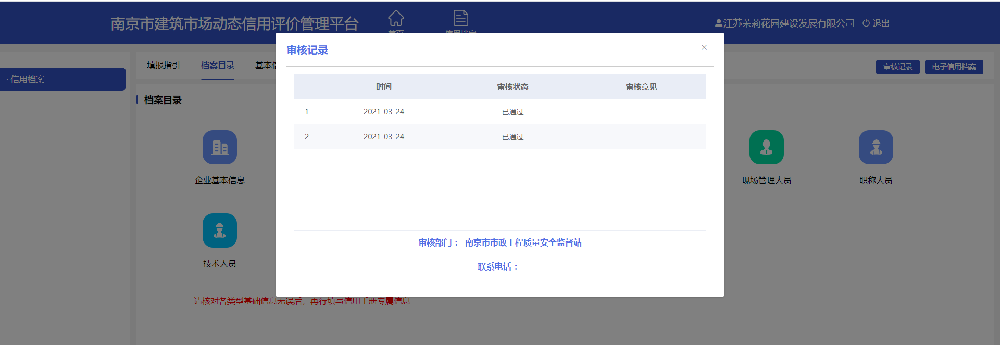 南京市建筑市场动态信用评价管理平台
江苏茉莉花园建设发展有限公司 退出
· 信用档案
填报指引 档案目录 基本信
审核记录 电子信用档案
档案目录
企业基本信息
现场管理人员
职称人员
技术人员
请核对各类型基础信息无误后，再行填写信用手册专属信息
审核记录
×
时间 审核状态 审核意见
1 2021-03-24 已通过
2 2021-03-24 已通过
审核部门： 南京市市政工程质量安全监督站
联系电话：